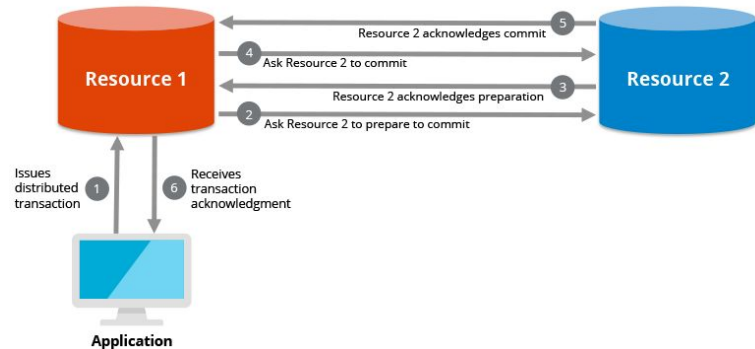 5
Resource 2 acknowledges commit
4
Ask Resource 2 to commit
Resource 1
Resource 2
3
Resource 2 acknowledges preparation
2
Ask Resource 2 to prepare to commit
Issues
distributed
transaction
1
6
Receives
transaction
acknowledgment
Application